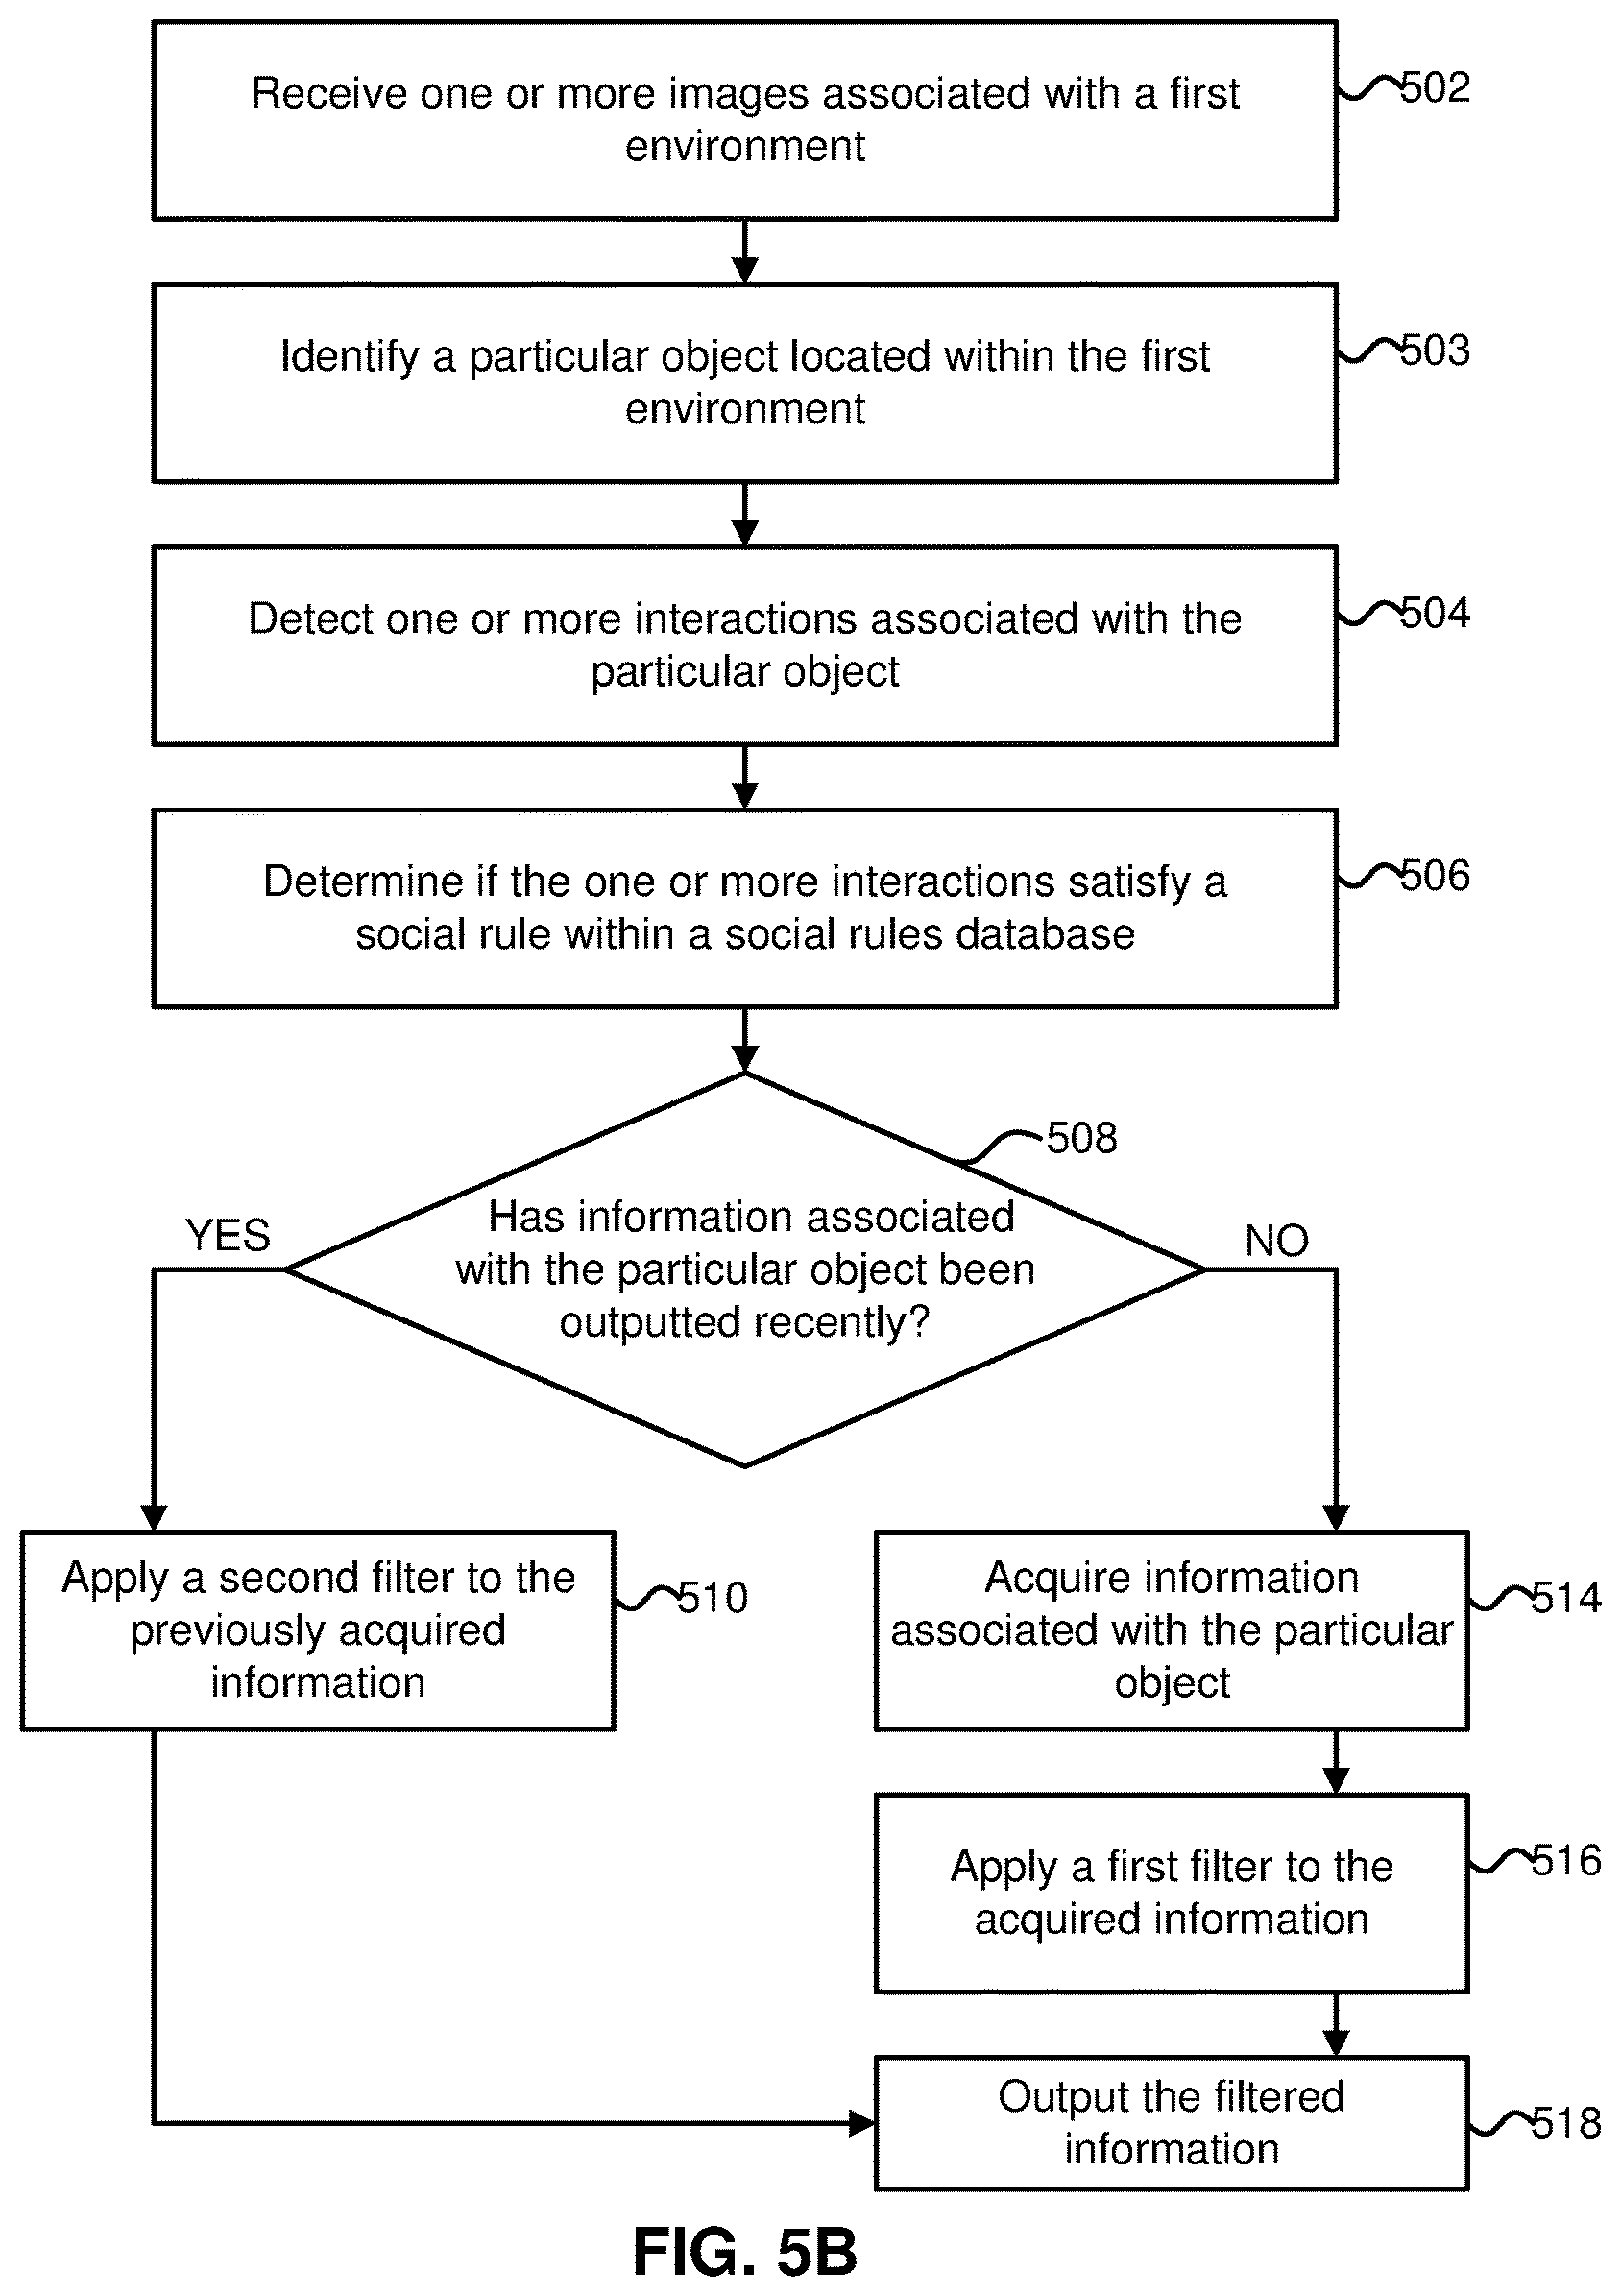 Receive one or more images associated with a first
environment
502
Identify a particular object located within the first
environment
503
Detect one or more interactions associated with the
particular object
504
Determine if the one or more interactions satisfy a
social rule within a social rules database
506
508
Has information associated
with the particular object been
outputted recently?
YES
NO
Apply a second filter to the
previously acquired
information
510
Acquire information
associated with the particular
object
514
Apply a first filter to the
acquired information
516
Output the filtered
information
518
FIG. 5B